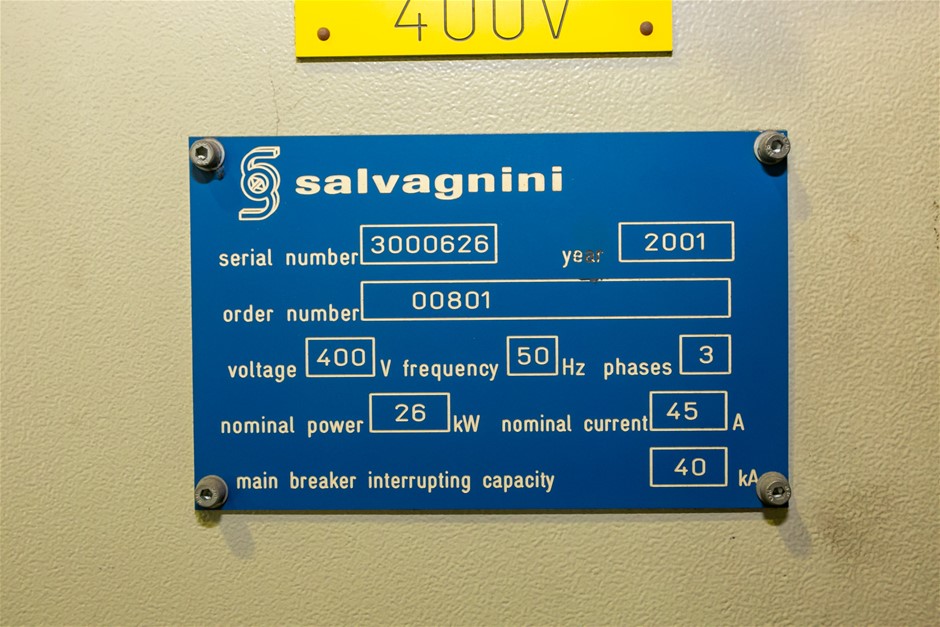 400V
salvagnini
serial number 3000626 year 2001
order number 00801
voltage 400 V frequency 50 Hz phases 3
nominal power 26 kW nominal current 45 A
main breaker interrupting capacity 40 kA